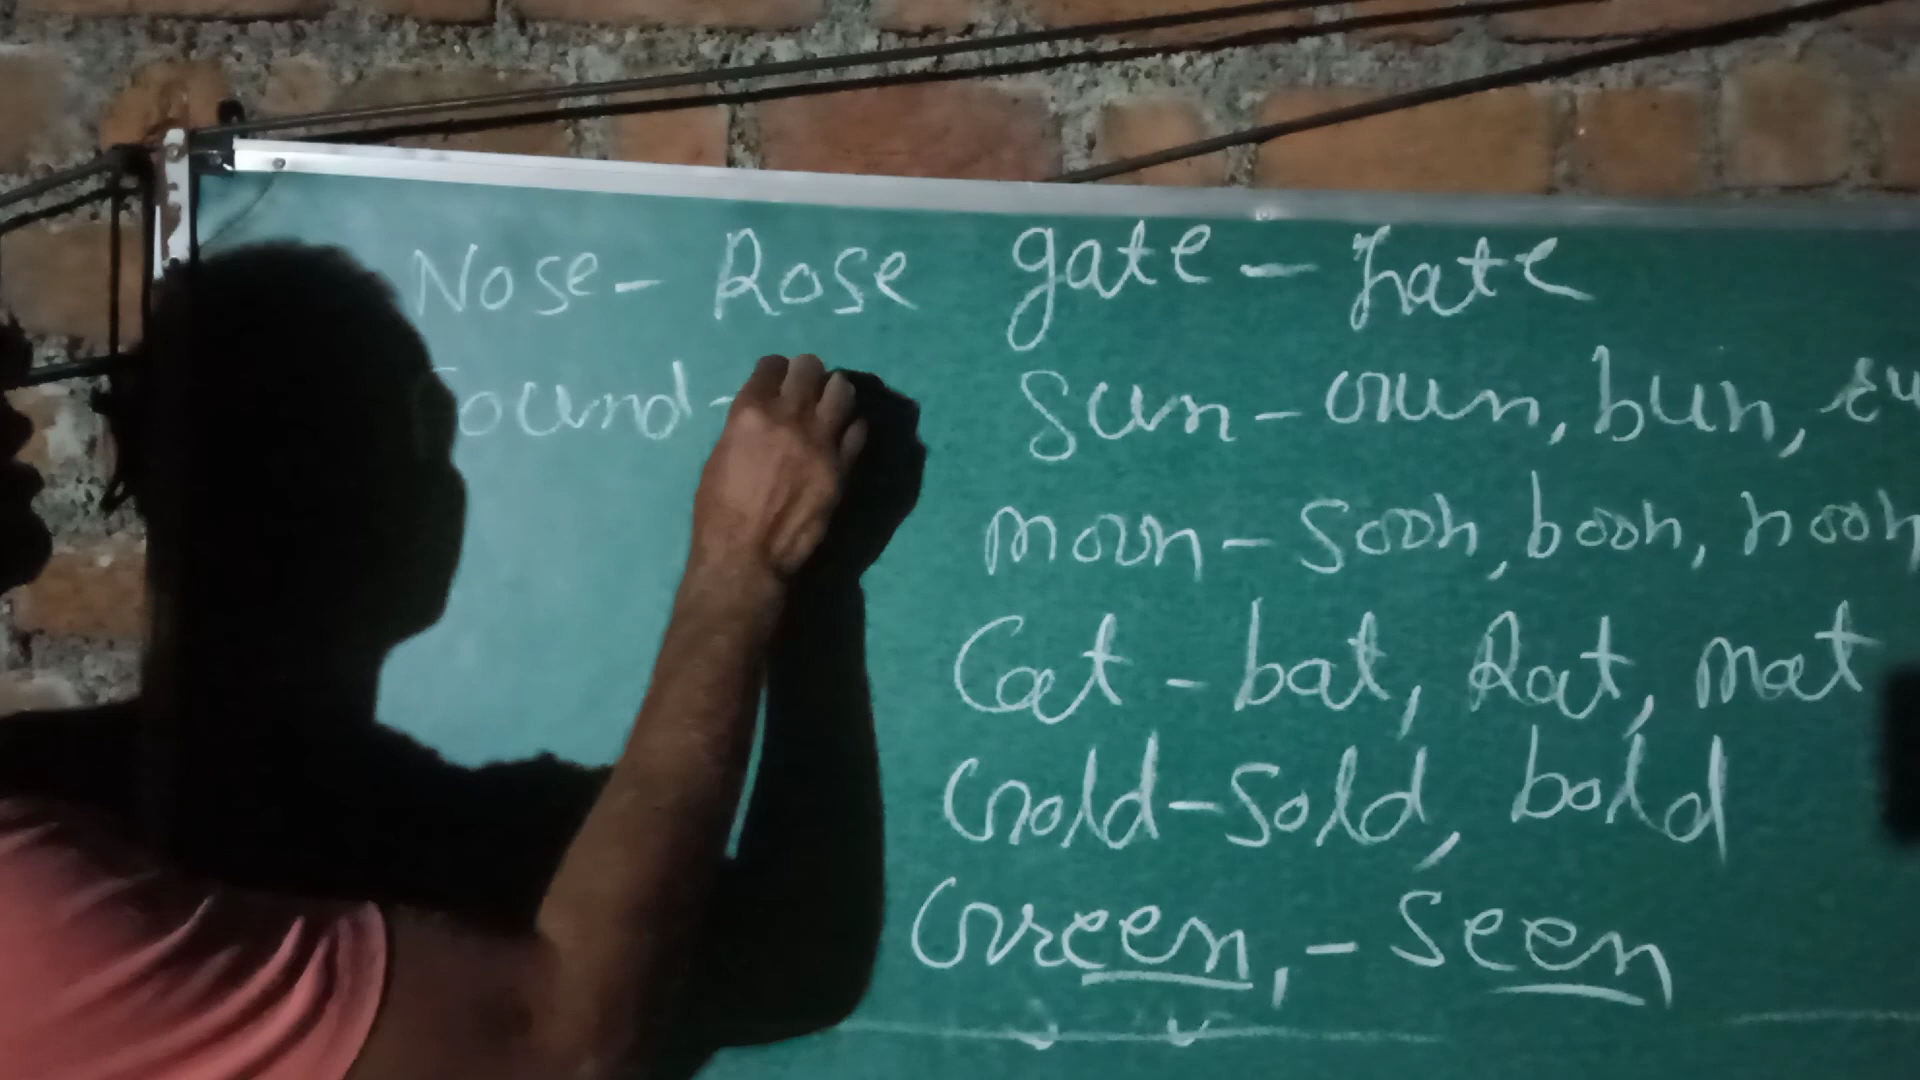 Nose - Rose gate - hate
ound - Sun - run, bun,
moon - Soon, boon, noon
Cat - bat, Rat, mat
Gold - Sold, bold
Green, - Seen